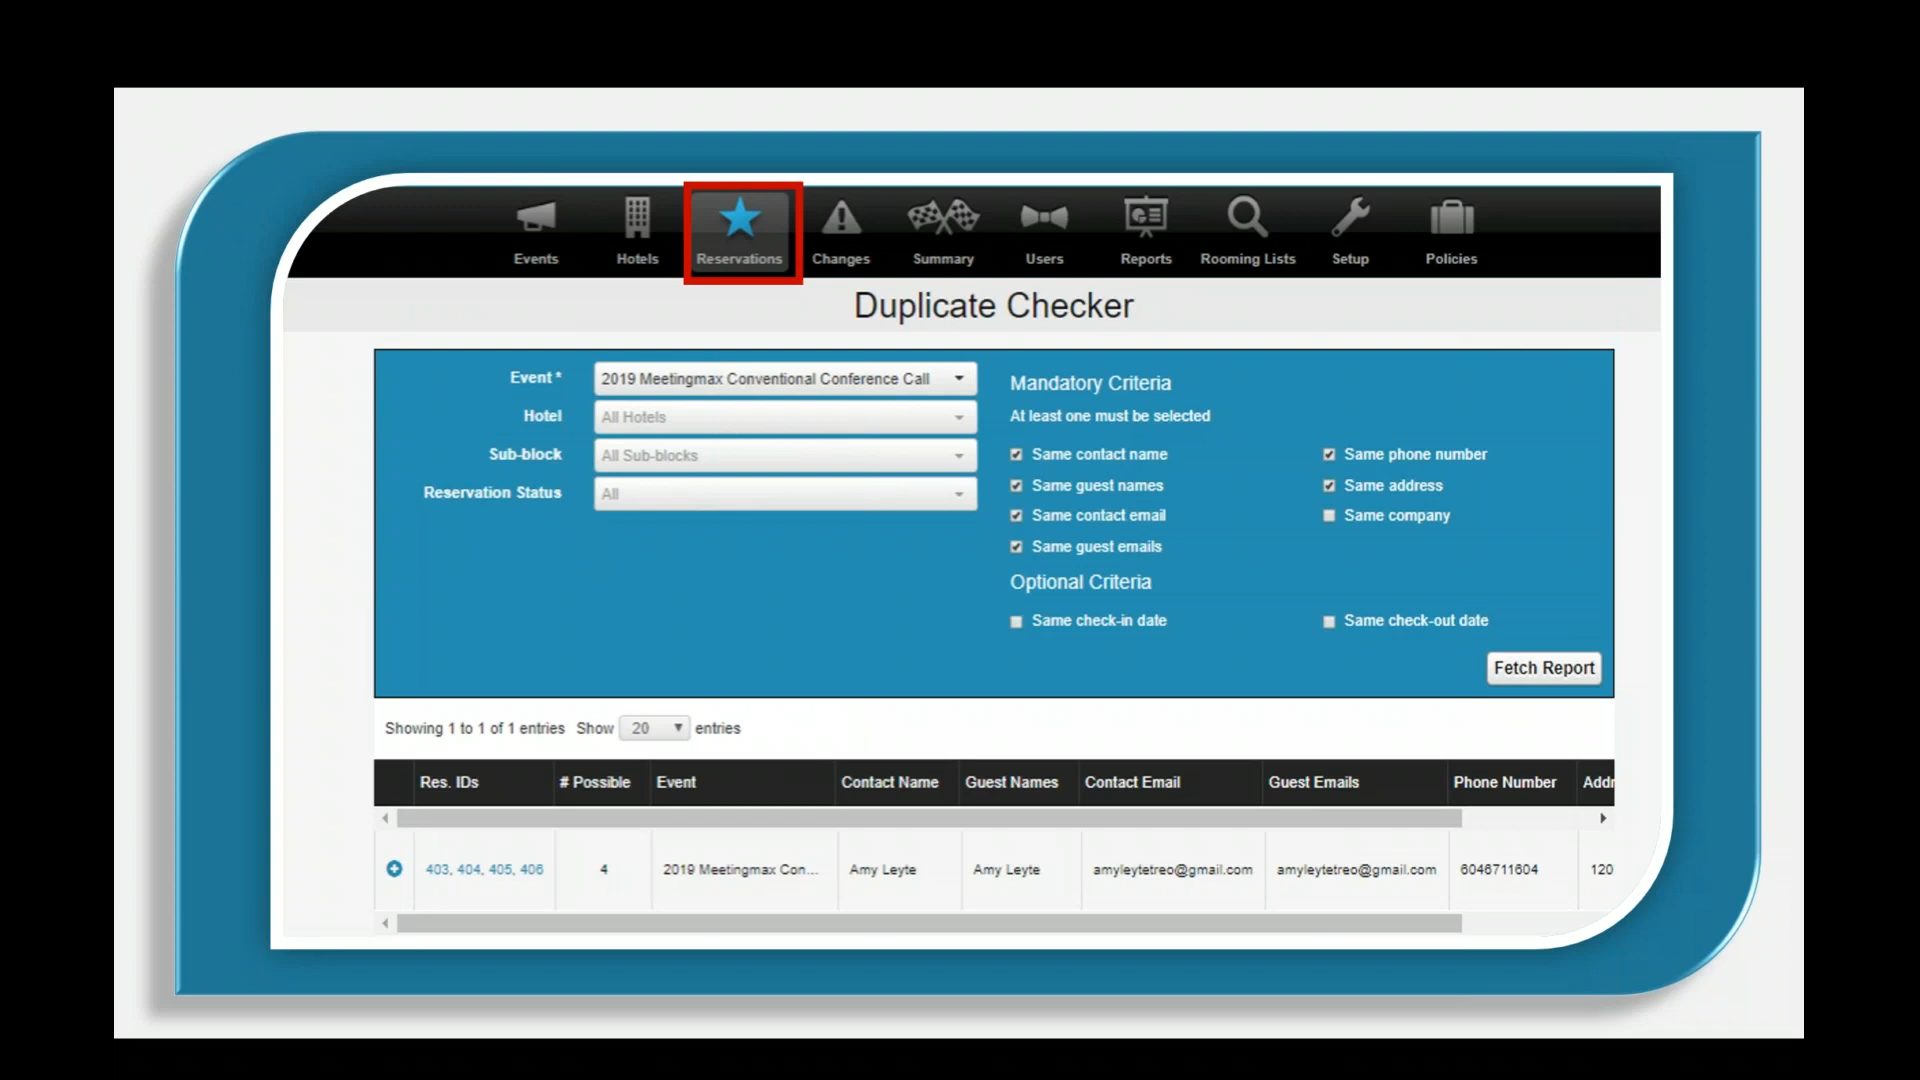 Events Hotels Reservations Changes Summary Users Reports Rooming Lists Setup Policies
Duplicate Checker
Event * 2019 Meetingmax Conventional Conference Call
Hotel All Hotels
Sub-block All Sub-blocks
Reservation Status All
Mandatory Criteria
At least one must be selected
Same contact name Same phone number
Same guest names Same address
Same contact email Same company
Same guest emails
Optional Criteria
Same check-in date Same check-out date
Fetch Report
Showing 1 to 1 of 1 entries Show 20 entries
Res. IDs # Possible Event Contact Name Guest Names Contact Email Guest Emails Phone Number Addr
403, 404, 405, 406 4 2019 Meetingmax Con... Amy Leyte Amy Leyte amyleytetreo@gmail.com amyleytetreo@gmail.com 6046711604 120